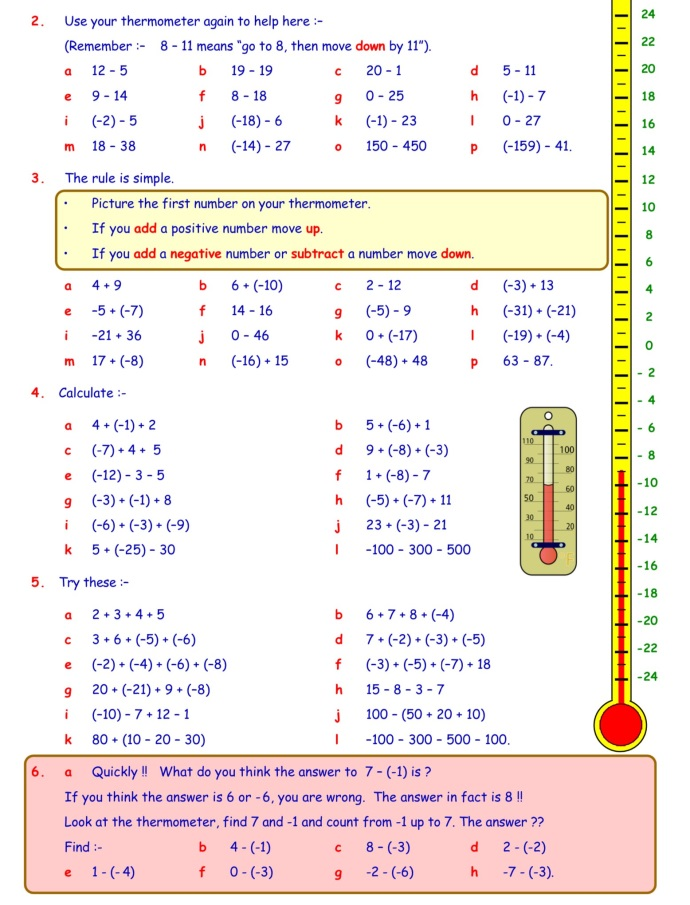 2. Use your thermometer again to help here :-
(Remember :- 8 – 11 means "go to 8, then move down by 11").
a 12 – 5 b 19 – 19 c 20 – 1 d 5 – 11
e 9 – 14 f 8 – 18 g 0 – 25 h (-1) – 7
i (-2) – 5 j (-18) – 6 k (-1) – 23 l 0 – 27
m 18 – 38 n (-14) – 27 o 150 – 450 p (-159) – 41.
3. The rule is simple.
· Picture the first number on your thermometer.
· If you add a positive number move up.
· If you add a negative number or subtract a number move down.
a 4 + 9 b 6 + (-10) c 2 – 12 d (-3) + 13
e -5 + (-7) f 14 – 16 g (-5) – 9 h (-31) + (-21)
i -21 + 36 j 0 – 46 k 0 + (-17) l (-19) + (-4)
m 17 + (-8) n (-16) + 15 o (-48) + 48 p 63 – 87.
4. Calculate :-
a 4 + (-1) + 2 b 5 + (-6) + 1
c (-7) + 4 + 5 d 9 + (-8) + (-3)
e (-12) – 3 – 5 f 1 + (-8) – 7
g (-3) + (-1) + 8 h (-5) + (-7) + 11
i (-6) + (-3) + (-9) j 23 + (-3) – 21
k 5 + (-25) – 30 l -100 – 300 – 500
5. Try these :-
a 2 + 3 + 4 + 5 b 6 + 7 + 8 + (-4)
c 3 + 6 + (-5) + (-6) d 7 + (-2) + (-3) + (-5)
e (-2) + (-4) + (-6) + (-8) f (-3) + (-5) + (-7) + 18
g 20 + (-21) + 9 + (-8) h 15 – 8 – 3 – 7
i (-10) – 7 + 12 – 1 j 100 – (50 + 20 + 10)
k 80 + (10 – 20 – 30) l -100 – 300 – 500 – 100.
6. a Quickly !! What do you think the answer to 7 – (-1) is ?
If you think the answer is 6 or -6, you are wrong. The answer in fact is 8 !!
Look at the thermometer, find 7 and -1 and count from -1 up to 7. The answer ??
Find :- b 4 - (-1) c 8 - (-3) d 2 - (-2)
e 1 - (- 4) f 0 - (-3) g -2 - (-6) h -7 - (-3).
110
100
90
80
70
60
50
40
30
20
10
F
24
22
20
18
16
14
12
10
8
6
4
2
0
- 2
- 4
- 6
- 8
-10
-12
-14
-16
-18
-20
-22
-24